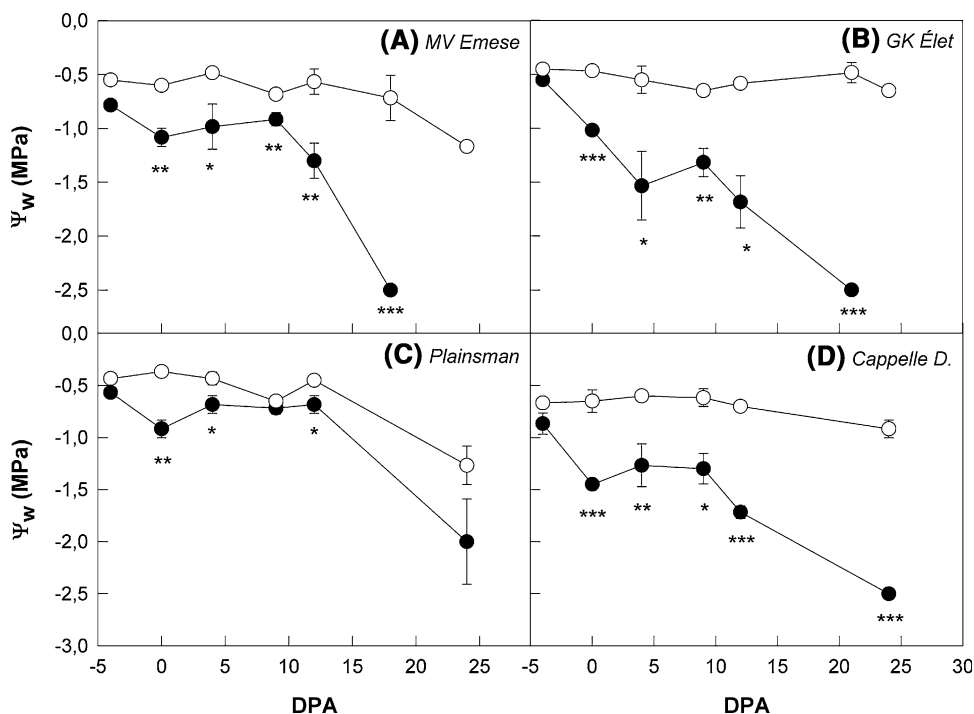 0,0
-0,5
-1,0
-1,5
-2,0
-2,5
0,0
-0,5
-1,0
-1,5
-2,0
-2,5
-3,0
Ψw (MPa)
Ψw (MPa)
(A) MV Emese
** * ** ** ***
(B) GK Élet
*** * ** * ***
(C) Plainsman
** * *
(D) Cappelle D.
*** ** * *** ***
-5 0 5 10 15 20 25
-5 0 5 10 15 20 25 30
DPA
DPA